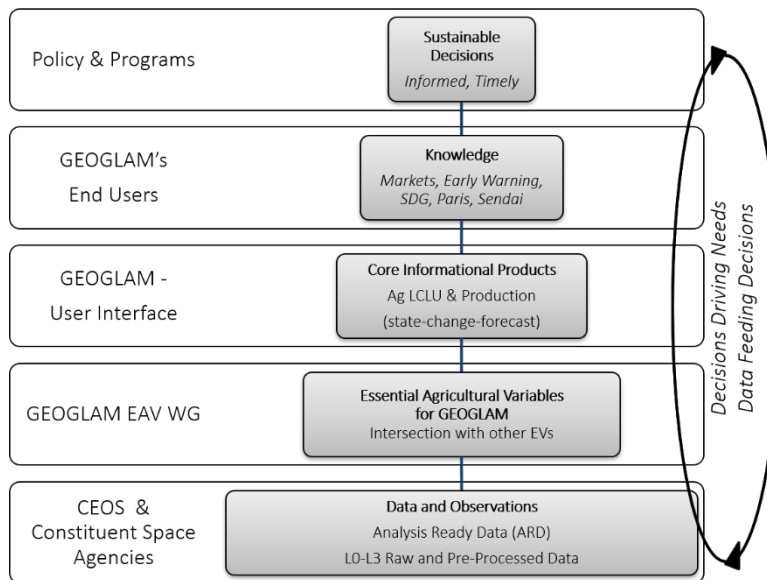 Policy & Programs
Sustainable
Decisions
Informed, Timely
GEOGLAM’s
End Users
Knowledge
Markets, Early Warning,
SDG, Paris, Sendai
GEOGLAM -
User Interface
Core Informational Products
Ag LCLU & Production
(state-change-forecast)
GEOGLAM EAV WG
Essential Agricultural Variables
for GEOGLAM
Intersection with other EVs
CEOS &
Constituent Space
Agencies
Data and Observations
Analysis Ready Data (ARD)
L0-L3 Raw and Pre-Processed Data
Decisions Driving Needs
Data Feeding Decisions